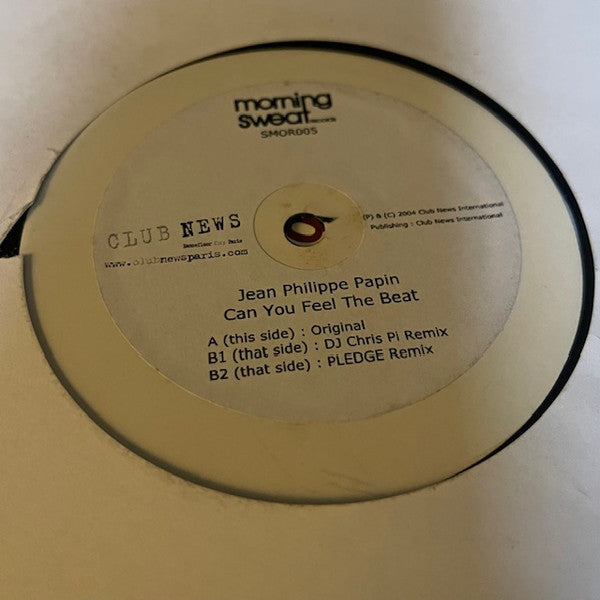 morning
sweat records
SMOR005
CLUB NEWS
www.clubnewsparis.com
(P) & (C) 2004 Club News International
Publishing : Club News International
Jean Philippe Papin
Can You Feel The Beat
A (this side) : Original
B1 (that side) : DJ Chris Pi Remix
B2 (that side) : PLEDGE Remix